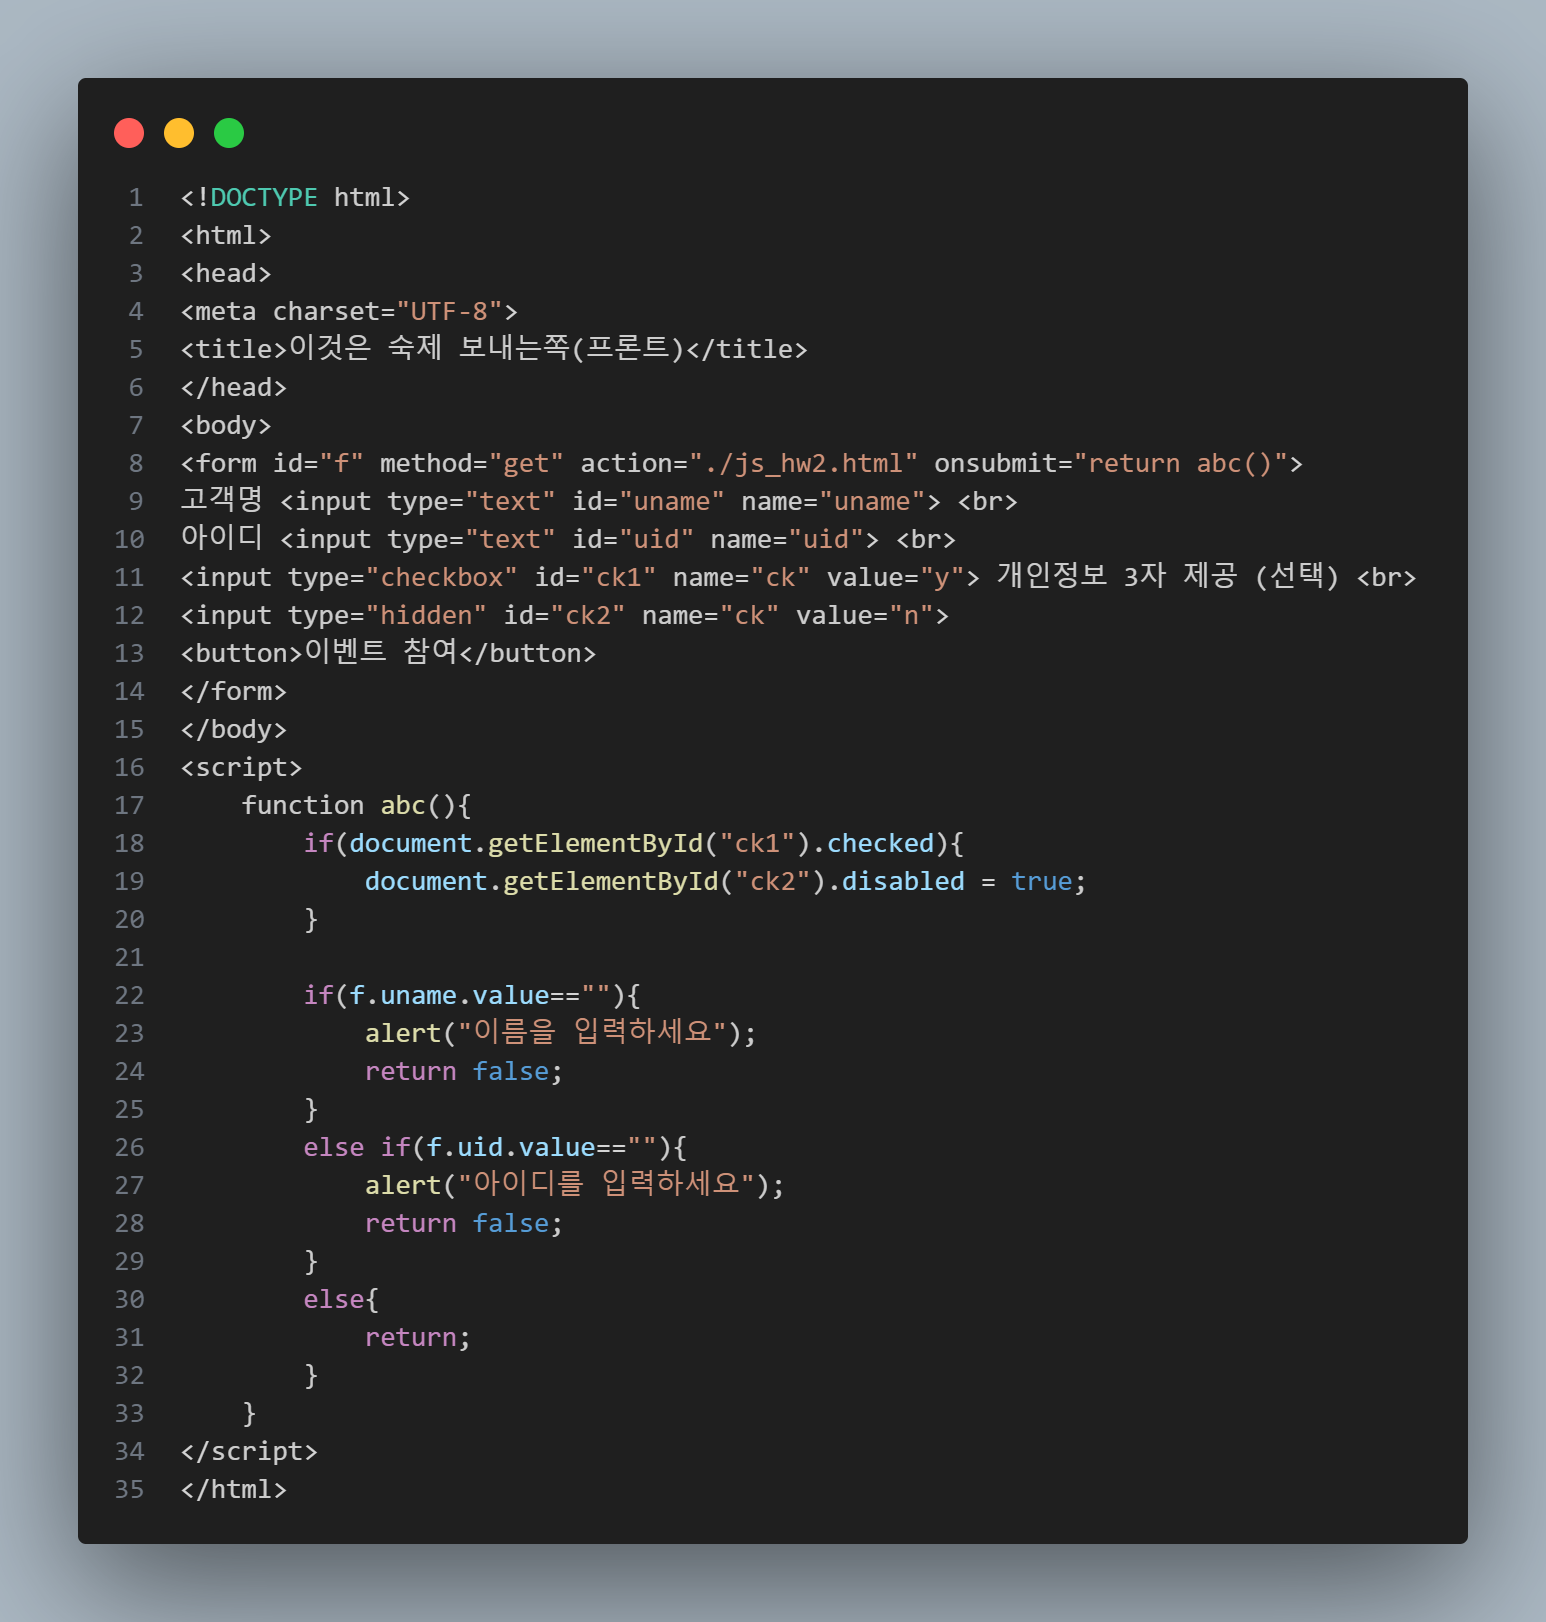 1 <!DOCTYPE html>
2 <html>
3 <head>
4 <meta charset="UTF-8">
5 <title>이것은 숙제 보내는쪽(프론트)</title>
6 </head>
7 <body>
8 <form id="f" method="get" action="./js_hw2.html" onsubmit="return abc()">
9 고객명 <input type="text" id="uname" name="uname"> <br>
10 아이디 <input type="text" id="uid" name="uid"> <br>
11 <input type="checkbox" id="ck1" name="ck" value="y"> 개인정보 3자 제공 (선택) <br>
12 <input type="hidden" id="ck2" name="ck" value="n">
13 <button>이벤트 참여</button>
14 </form>
15 </body>
16 <script>
17     function abc(){
18         if(document.getElementById("ck1").checked){
19             document.getElementById("ck2").disabled = true;
20         }
21
22         if(f.uname.value==""){
23             alert("이름을 입력하세요");
24             return false;
25         }
26         else if(f.uid.value==""){
27             alert("아이디를 입력하세요");
28             return false;
29         }
30         else{
31             return;
32         }
33     }
34 </script>
35 </html>